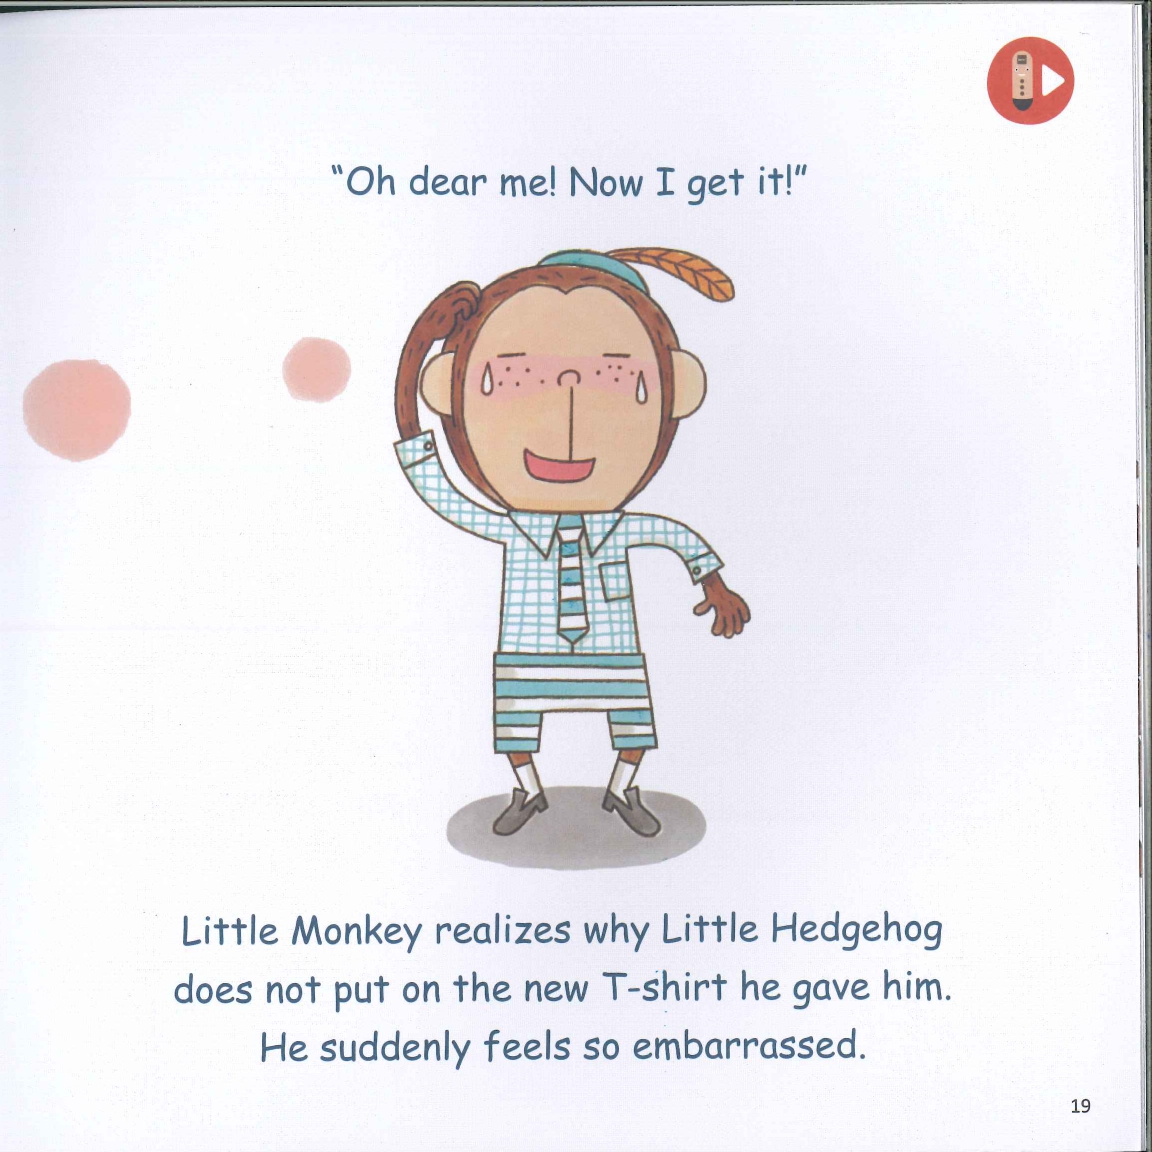 “Oh dear me! Now I get it!”
Little Monkey realizes why Little Hedgehog
does not put on the new T-shirt he gave him.
He suddenly feels so embarrassed.
19